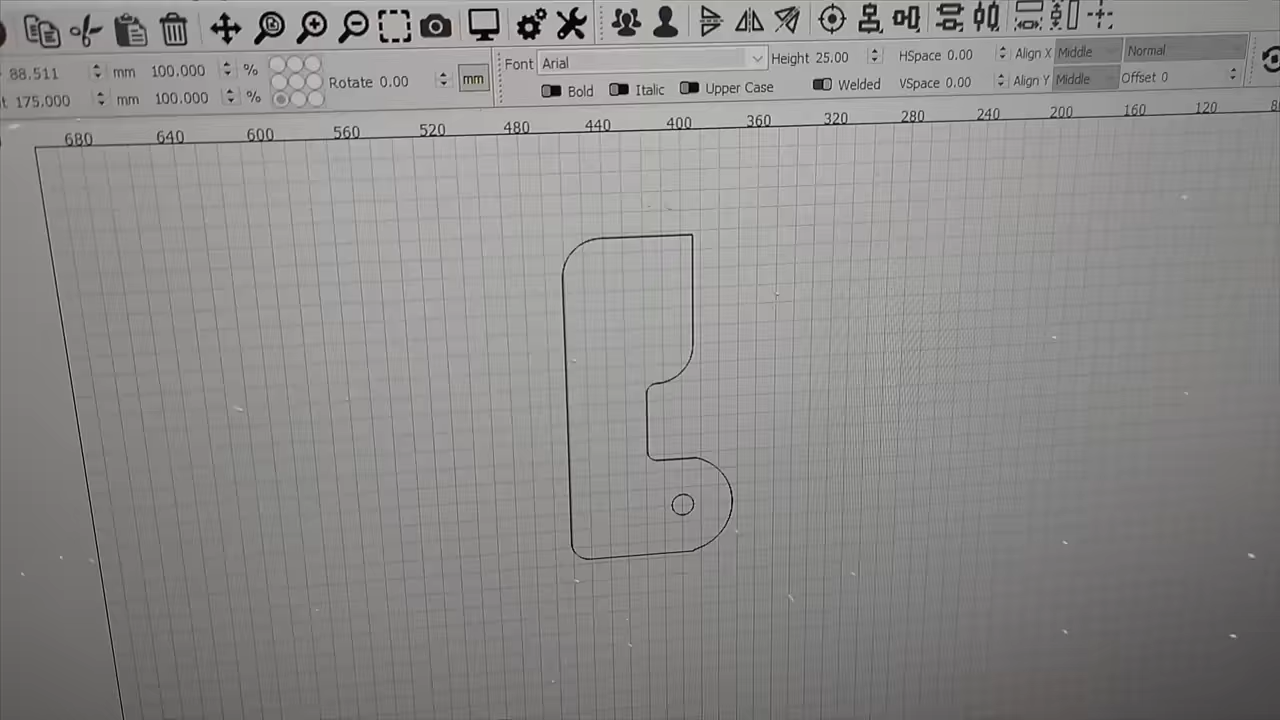 88.511 mm 100.000 %
175.000 mm 100.000 %
Rotate 0.00 mm
Font Arial Height 25.00 HSpace 0.00 Align X Middle Normal
Bold Italic Upper Case Welded VSpace 0.00 Align Y Middle Offset 0
680 640 600 560 520 480 440 400 360 320 280 240 200 160 120